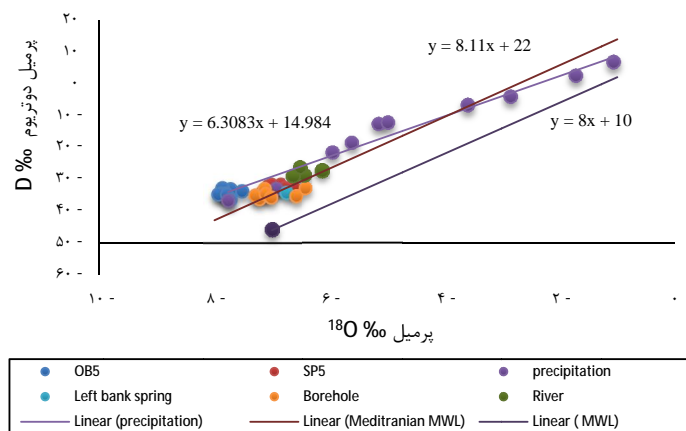 ۲۰
۱۰
۰
۱۰ -
۲۰ -
۳۰ -
۴۰ -
۵۰ -
۶۰ -
D ‰ پرمیل دوتریوم
y = 8.11x + 22
y = 6.3083x + 14.984
y = 8x + 10
۱۰ - ۸ - ۶ - ۴ - ۲ - ۰
¹⁸O ‰ پرمیل
OB5 SP5 precipitation
Left bank spring Borehole River
Linear (precipitation) Linear (Meditranian MWL) Linear ( MWL)